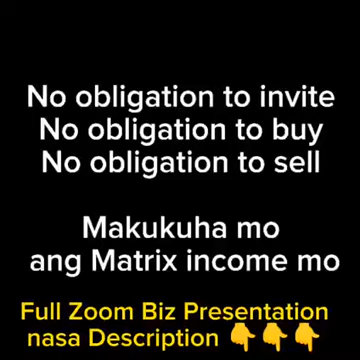 No obligation to invite
No obligation to buy
No obligation to sell
Makukuha mo
ang Matrix income mo
Full Zoom Biz Presentation
nasa Description 👇👇👇